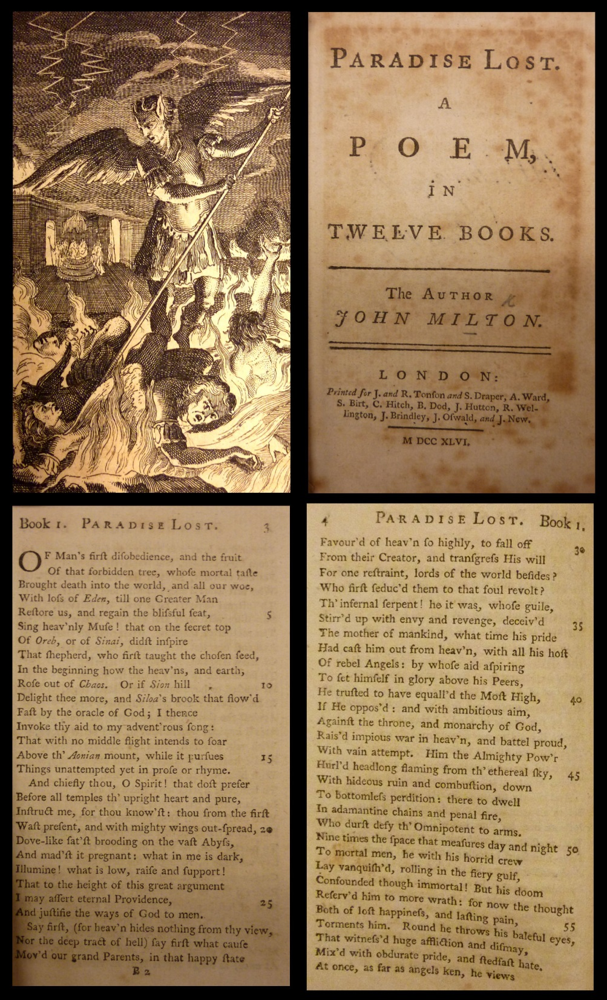 PARADISE LOST.
A
POEM,
IN
TWELVE BOOKS.
The AUTHOR
JOHN MILTON.
LONDON:
Printed for J. and R. Tonſon and S. Draper, A. Ward,
S. Birt, C. Hitch, B. Dod, J. Hutton, R. Wel-
lington, J. Brindley, J. Oſwald, and J. New.
M DCC XLVI.
Book 1. PARADISE LOST. 3
OF Man's firſt diſobedience, and the fruit
Of that forbidden tree, whoſe mortal taſte
Brought death into the world, and all our woe,
With loſs of Eden, till one Greater Man
Reſtore us, and regain the bliſsful ſeat, 5
Sing heav'nly Muſe! that on the ſecret top
Of Oreb, or of Sinai, didſt inſpire
That ſhepherd, who firſt taught the choſen ſeed,
In the beginning how the heav'ns, and earth,
Roſe out of Chaos. Or if Sion hill 10
Delight thee more, and Siloa's brook that flow'd
Faſt by the oracle of God; I thence
Invoke thy aid to my advent'rous ſong:
That with no middle flight intends to ſoar
Above th' Aonian mount, while it purſues 15
Things unattempted yet in proſe or rhyme.
And chiefly thou, O Spirit! that doſt prefer
Before all temples th' upright heart and pure,
Inſtruct me, for thou know'ſt: thou from the firſt
Waſt preſent, and with mighty wings out-ſpread, 20
Dove-like ſat'ſt brooding on the vaſt Abyſs,
And mad'ſt it pregnant: what in me is dark,
Illumine! what is low, raiſe and ſupport!
That to the height of this great argument
I may aſſert eternal Providence, 25
And juſtifie the ways of God to men.
Say firſt, (for heav'n hides nothing from thy view,
Nor the deep tract of hell) ſay firſt what cauſe
Mov'd our grand Parents, in that happy ſtate
B 2
4 PARADISE LOST. Book 1.
Favour'd of heav'n ſo highly, to fall off 30
From their Creator, and tranſgreſs His will
For one reſtraint, lords of the world beſides?
Who firſt ſeduc'd them to that foul revolt?
Th' infernal ſerpent! he it was, whoſe guile,
Stirr'd up with envy and revenge, deceiv'd 35
The mother of mankind, what time his pride
Had caſt him out from heav'n, with all his hoſt
Of rebel Angels: by whoſe aid aſpiring
To ſet himſelf in glory above his Peers,
He truſted to have equall'd the Moſt High, 40
If He oppos'd: and with ambitious aim,
Againſt the throne, and monarchy of God,
Rais'd impious war in heav'n, and battel proud,
With vain attempt. Him the Almighty Pow'r
Hurl'd headlong flaming from th' ethereal ſky, 45
With hideous ruin and combuſtion, down
To bottomleſs perdition: there to dwell
In adamantine chains and penal fire,
Who durſt defy th' Omnipotent to arms.
Nine times the ſpace that meaſures day and night 50
To mortal men, he with his horrid crew
Lay vanquiſh'd, rolling in the fiery gulf,
Confounded though immortal! But his doom
Reſerv'd him to more wrath: for now the thought
Both of loſt happineſs, and laſting pain, 55
Torments him. Round he throws his baleful eyes,
That witneſs'd huge affliction and diſmay,
Mix'd with obdurate pride, and ſtedfaſt hate.
At once, as far as angels ken, he views